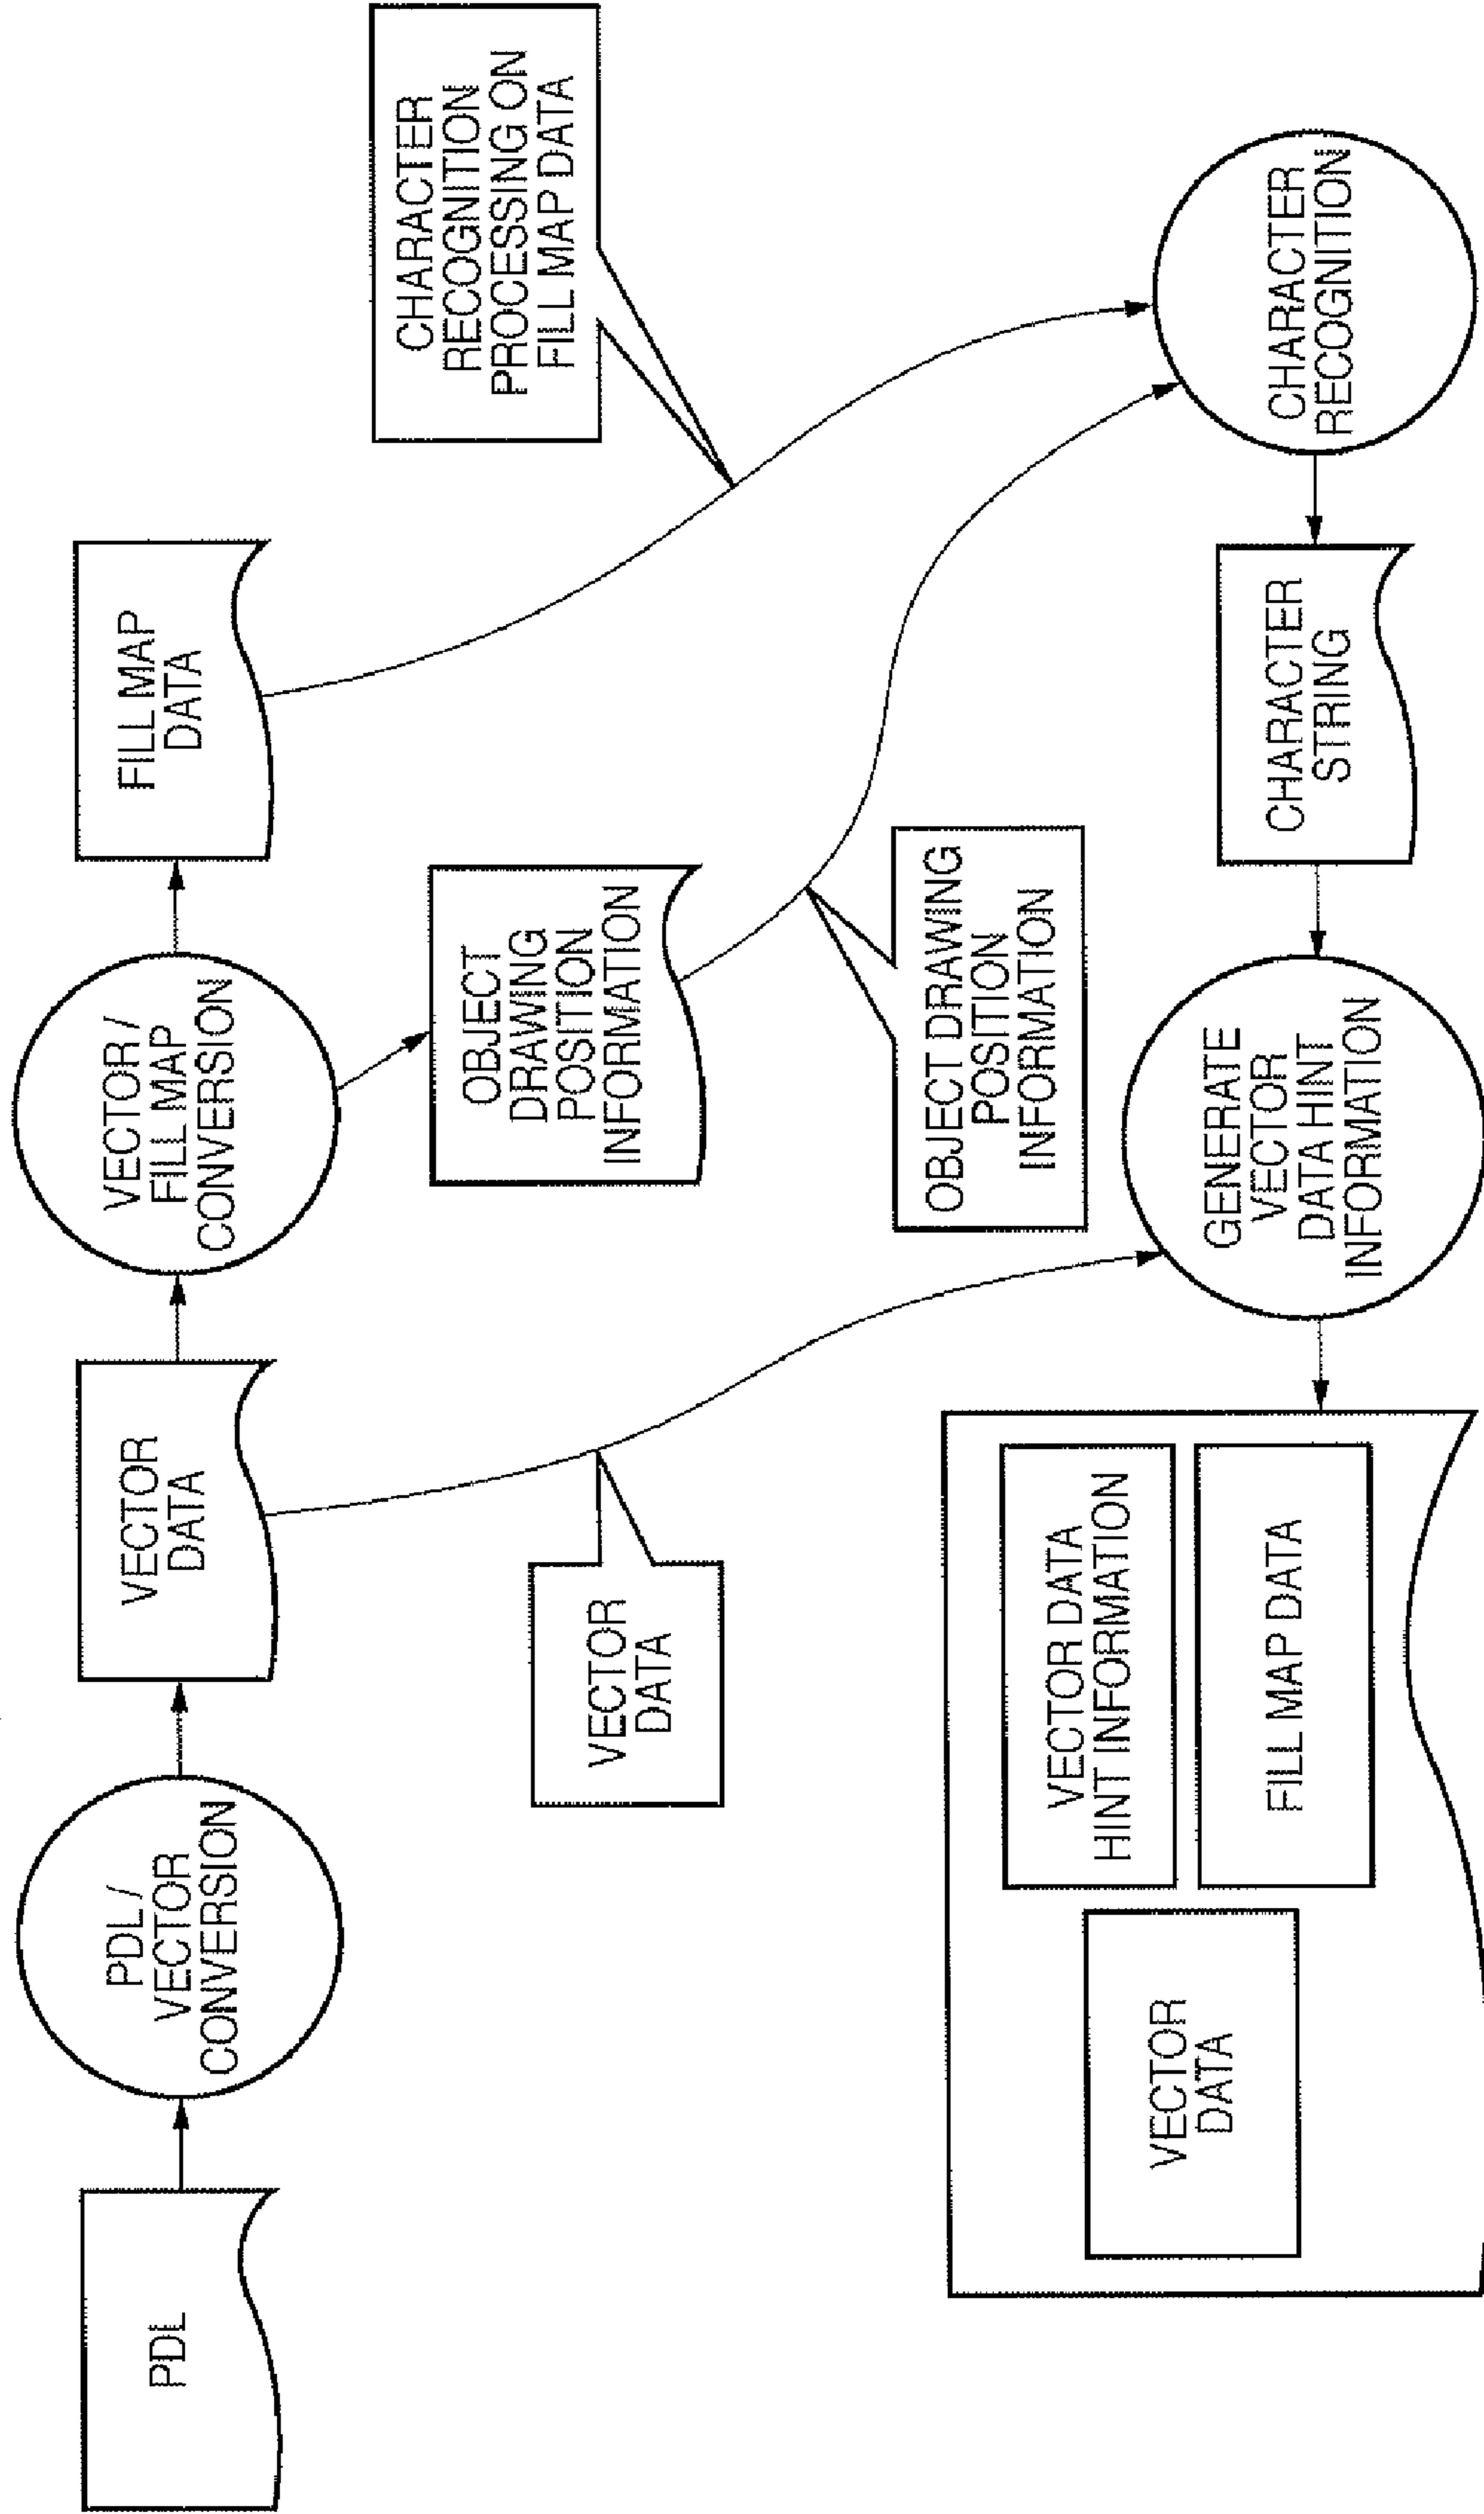 PDL
PDL /
VECTOR
CONVERSION
VECTOR
DATA
VECTOR /
FILL MAP
CONVERSION
FILL MAP
DATA
VECTOR
DATA
OBJECT
DRAWING
POSITION
INFORMATION
CHARACTER
RECOGNITION
PROCESSING ON
FILL MAP DATA
OBJECT DRAWING
POSITION
INFORMATION
VECTOR
DATA
VECTOR DATA
HINT INFORMATION
FILL MAP DATA
GENERATE
VECTOR
DATA HINT
INFORMATION
CHARACTER
STRING
CHARACTER
RECOGNITION